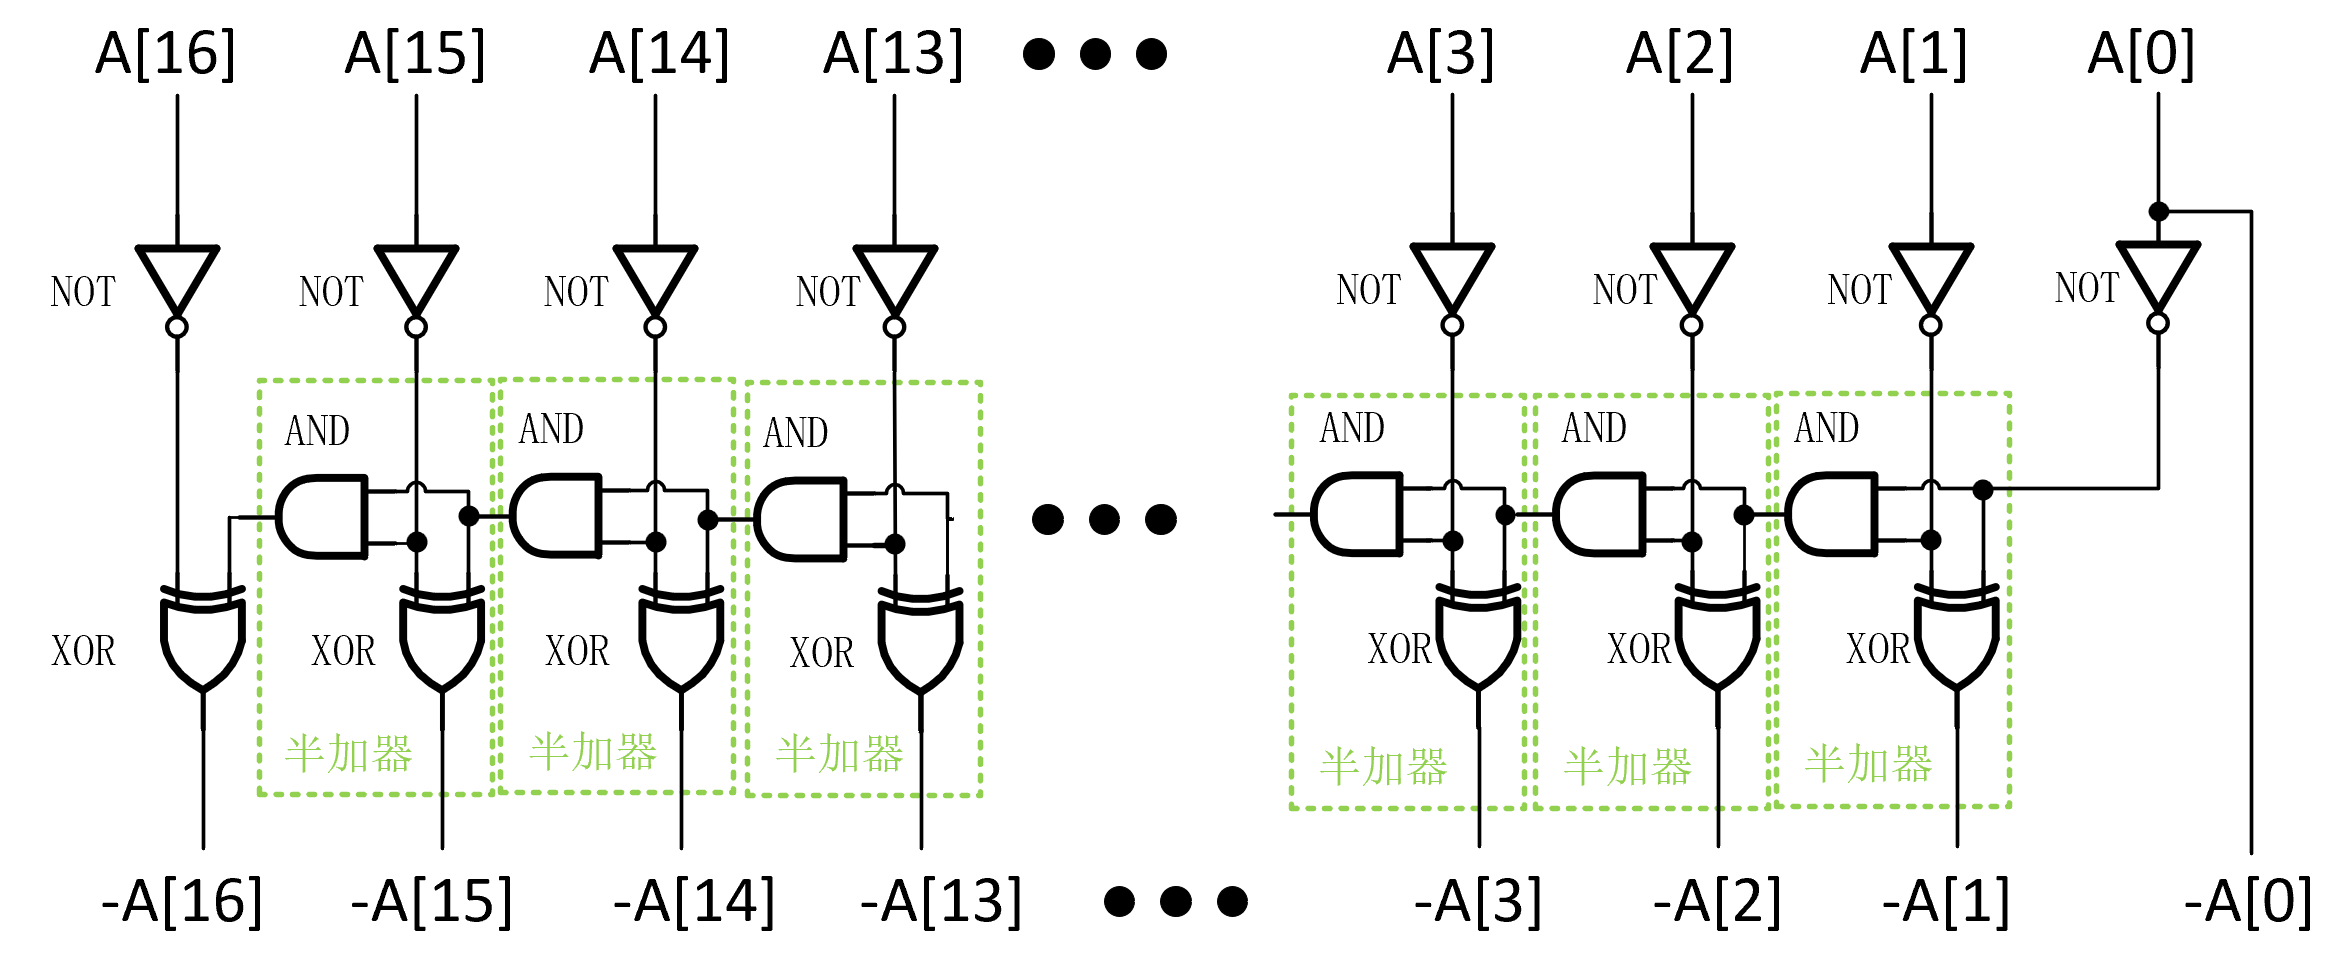 A[16] A[15] A[14] A[13] ••• A[3] A[2] A[1] A[0]
NOT NOT NOT NOT NOT NOT NOT NOT
AND AND AND AND AND AND
•••
XOR XOR XOR XOR XOR XOR XOR
半加器 半加器 半加器 半加器 半加器 半加器
-A[16] -A[15] -A[14] -A[13] ••• -A[3] -A[2] -A[1] -A[0]